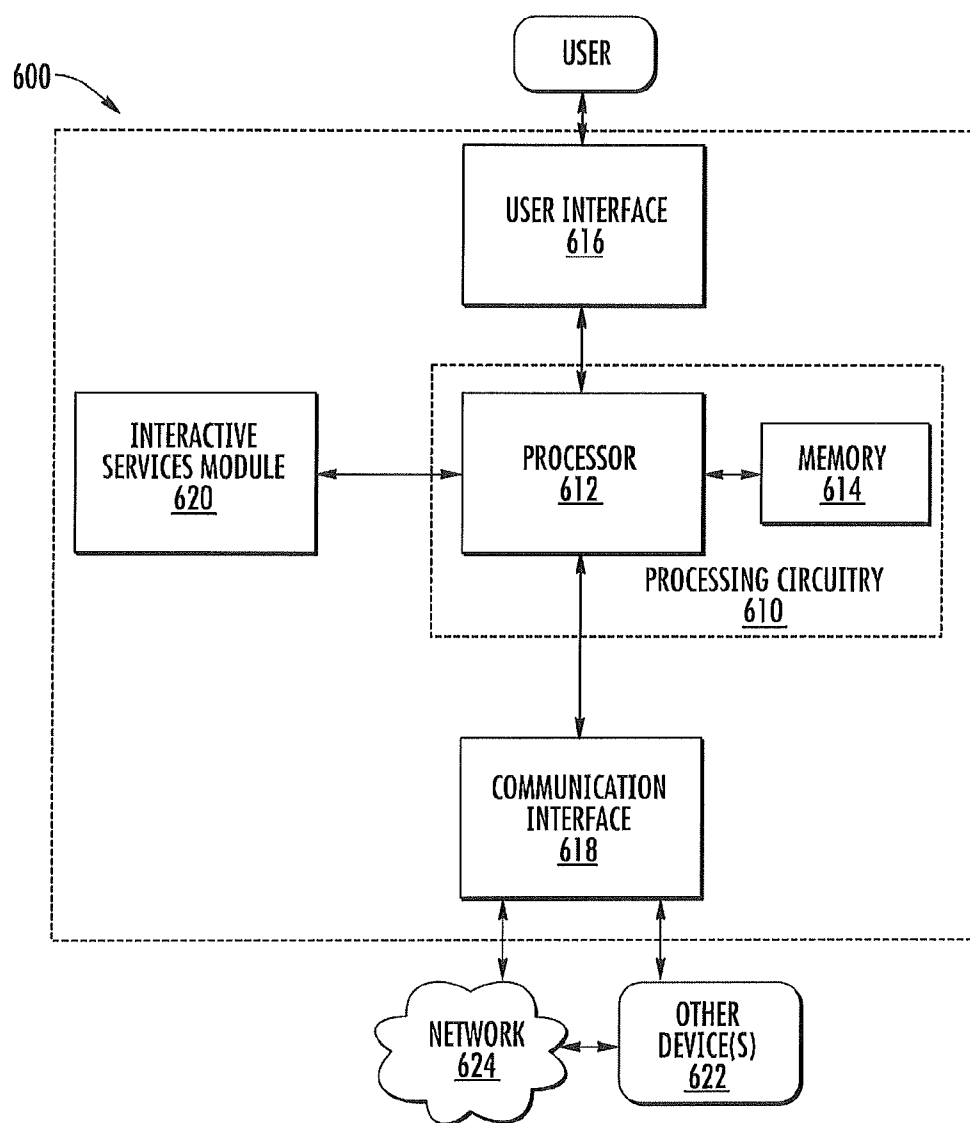 USER
600
USER INTERFACE
616
INTERACTIVE
SERVICES MODULE
620
PROCESSOR
612
MEMORY
614
PROCESSING CIRCUITRY
610
COMMUNICATION
INTERFACE
618
NETWORK
624
OTHER
DEVICE(S)
622